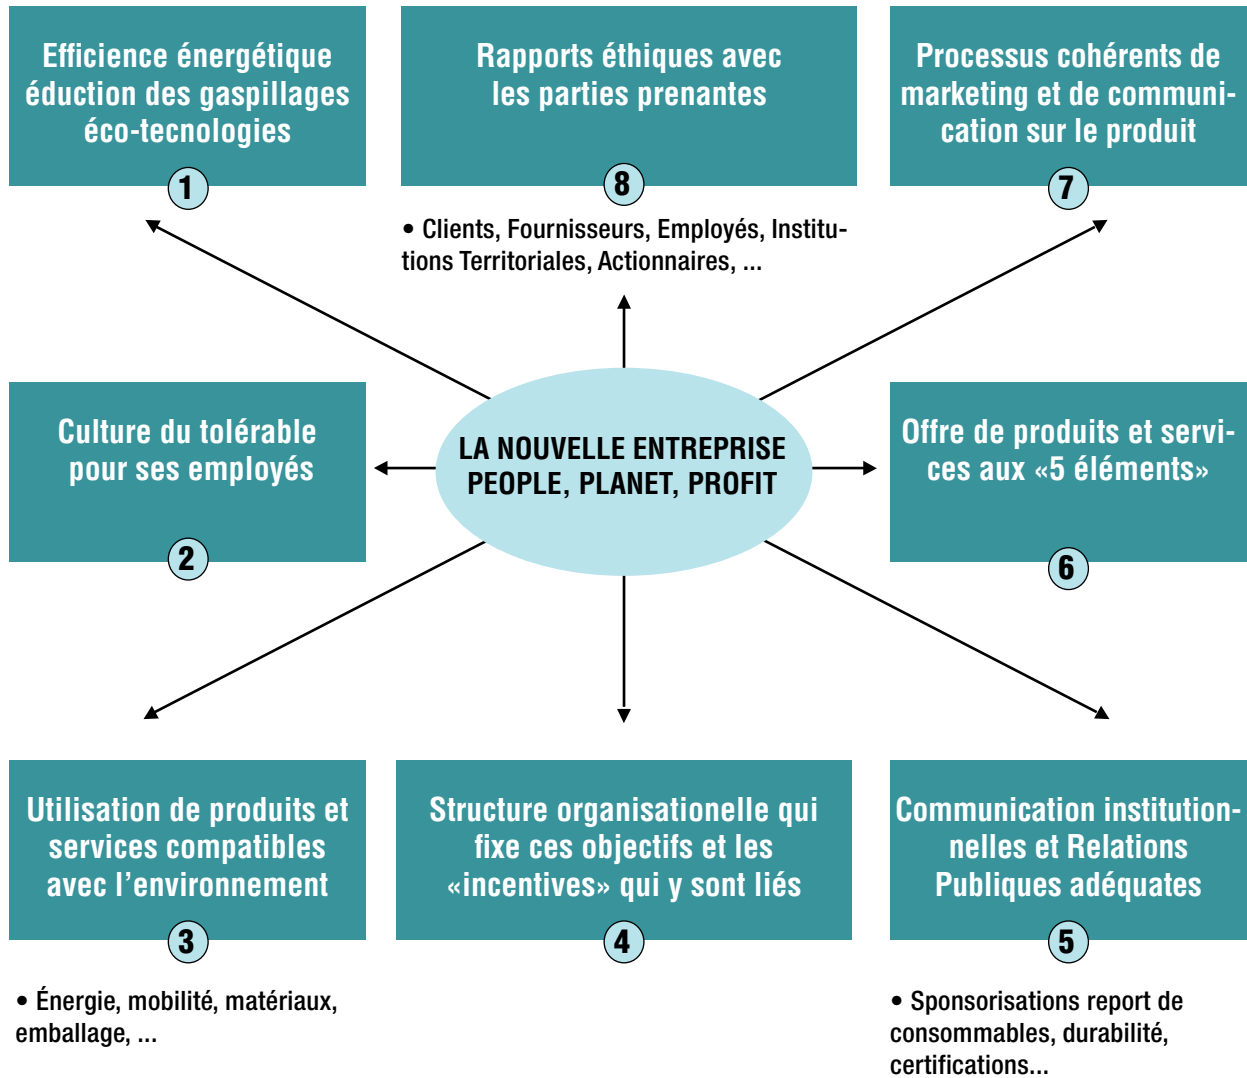 Efficience énergétique
éduction des gaspillages
éco-tecnologies
1
Rapports éthiques avec
les parties prenantes
8
• Clients, Fournisseurs, Employés, Institu-
tions Territoriales, Actionnaires, ...
Processus cohérents de
marketing et de communi-
cation sur le produit
7
Culture du tolérable
pour ses employés
2
LA NOUVELLE ENTREPRISE
PEOPLE, PLANET, PROFIT
Offre de produits et servi-
ces aux «5 éléments»
6
Utilisation de produits et
services compatibles
avec l’environnement
3
• Énergie, mobilité, matériaux,
emballage, ...
Structure organisationelle qui
fixe ces objectifs et les
«incentives» qui y sont liés
4
Communication institution-
nelles et Relations
Publiques adéquates
5
• Sponsorisations report de
consommables, durabilité,
certifications...